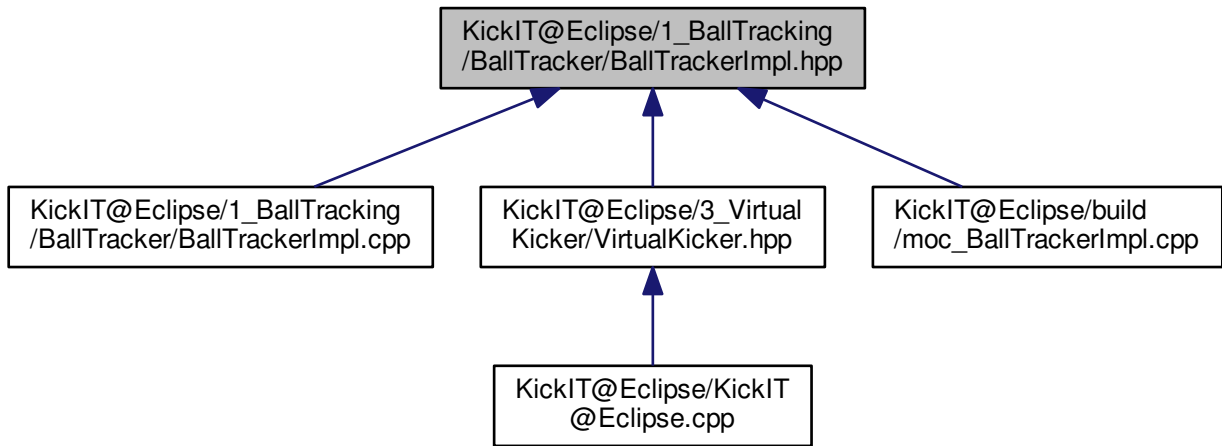 KickIT@Eclipse/1_BallTracking
/BallTracker/BallTrackerImpl.hpp
KickIT@Eclipse/1_BallTracking
/BallTracker/BallTrackerImpl.cpp
KickIT@Eclipse/3_Virtual
Kicker/VirtualKicker.hpp
KickIT@Eclipse/build
/moc_BallTrackerImpl.cpp
KickIT@Eclipse/KickIT
@Eclipse.cpp